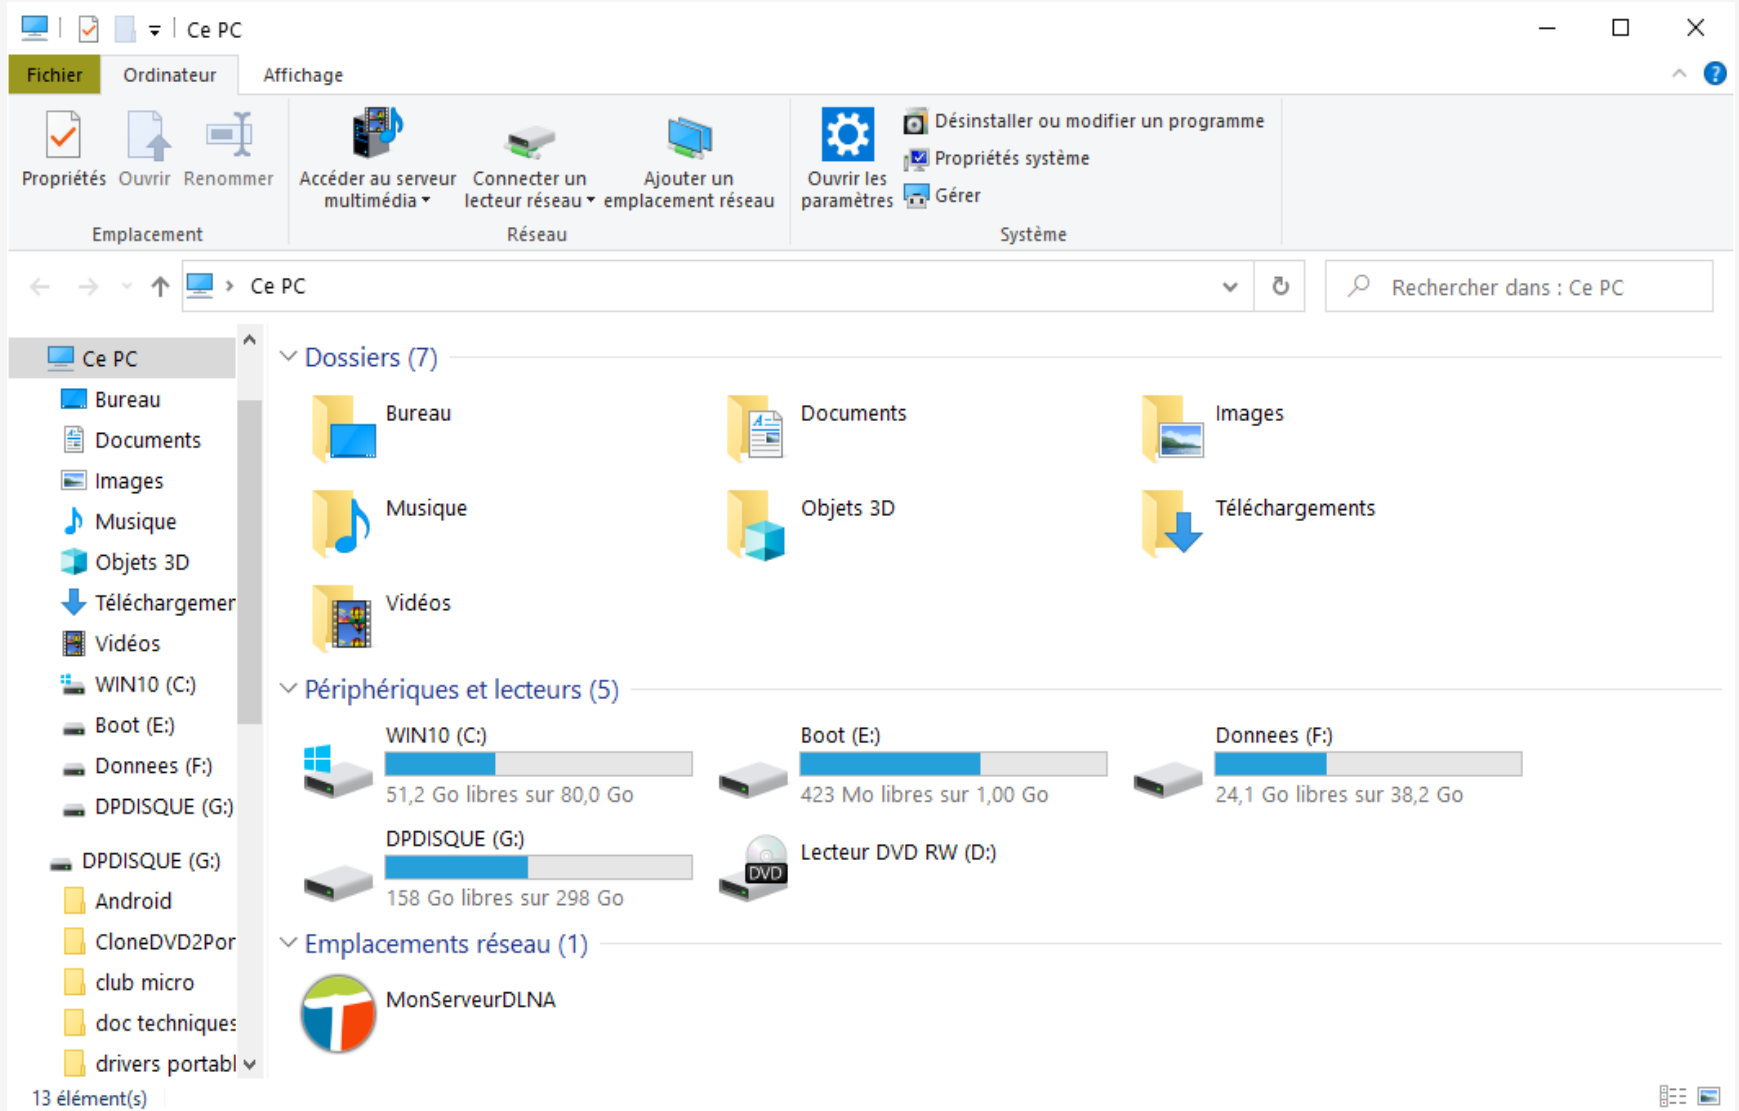 Ce PC
Fichier Ordinateur Affichage
Propriétés Ouvrir Renommer
Emplacement
Accéder au serveur multimédia
Connecter un lecteur réseau
Ajouter un emplacement réseau
Réseau
Ouvrir les paramètres
Désinstaller ou modifier un programme
Propriétés système
Gérer
Système
Ce PC
Rechercher dans : Ce PC
Ce PC
Bureau
Documents
Images
Musique
Objets 3D
Téléchargemer
Vidéos
WIN10 (C:)
Boot (E:)
Donnees (F:)
DPDISQUE (G:)
DPDISQUE (G:)
Android
CloneDVD2Por
club micro
doc techniques
drivers portabl
Dossiers (7)
Bureau
Documents
Images
Musique
Objets 3D
Téléchargements
Vidéos
Périphériques et lecteurs (5)
WIN10 (C:)
51,2 Go libres sur 80,0 Go
Boot (E:)
423 Mo libres sur 1,00 Go
Donnees (F:)
24,1 Go libres sur 38,2 Go
DPDISQUE (G:)
158 Go libres sur 298 Go
DVD
Lecteur DVD RW (D:)
Emplacements réseau (1)
MonServeurDLNA
13 élément(s)